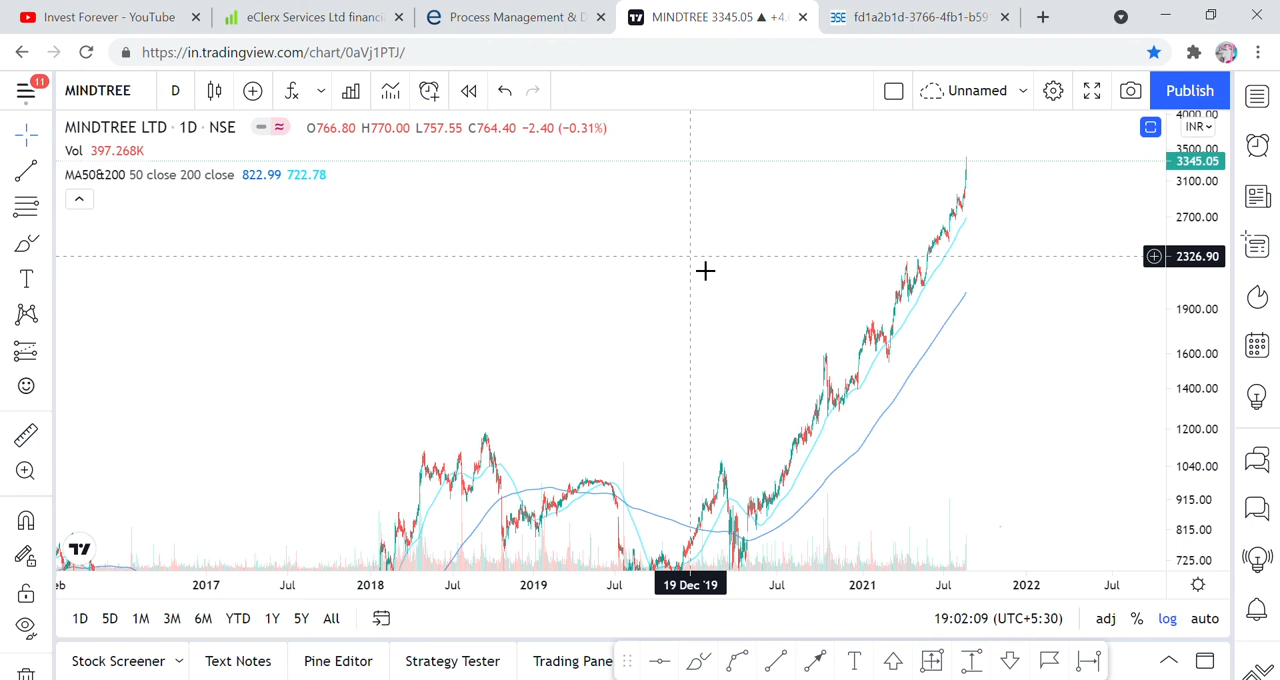 Invest Forever - YouTube
eClerx Services Ltd financi
Process Management & D
MINDTREE 3345.05 ▲ +4.
fd1a2b1d-3766-4fb1-b59
https://in.tradingview.com/chart/0aVj1PTJ/
11
MINDTREE
D
Unnamed
Publish
MINDTREE LTD · 1D · NSE
O766.80 H770.00 L757.55 C764.40 −2.40 (−0.31%)
Vol 397.268K
MA50&200 50 close 200 close 822.99 722.78
4000.00
INR
3500.00
3345.05
3100.00
2700.00
2326.90
1900.00
1600.00
1400.00
1200.00
1040.00
915.00
815.00
725.00
eb
2017
Jul
2018
Jul
2019
Jul
19 Dec '19
Jul
2021
Jul
2022
Jul
1D 5D 1M 3M 6M YTD 1Y 5Y All
19:02:09 (UTC+5:30)
adj % log auto
Stock Screener
Text Notes
Pine Editor
Strategy Tester
Trading Pane